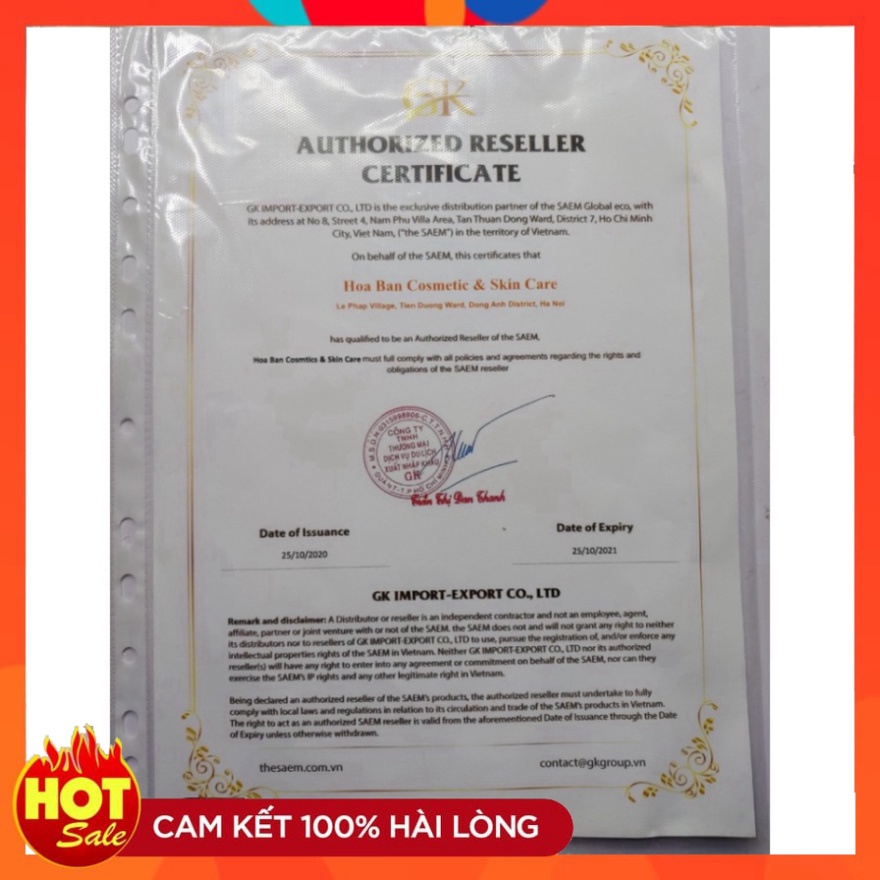 GK
AUTHORIZED RESELLER
CERTIFICATE
GK IMPORT-EXPORT CO., LTD is the exclusive distribution partner of the SAEM Global eco, with
its address at No 8, Street 4, Nam Phu Villa Area, Tan Thuan Dong Ward, District 7, Ho Chi Minh
City, Viet Nam, ("the SAEM") in the territory of Vietnam.
On behalf of the SAEM, this certificates that
Hoa Ban Cosmetic & Skin Care
Le Phap Village, Tien Duong Ward, Dong Anh District, Ha Noi
has qualified to be an Authorized Reseller of the SAEM,
Hoa Ban Cosmtics & Skin Care must full comply with all policies and agreements regarding the rights and
obligations of the SAEM reseller
CÔNG TY
TNHH
THƯƠNG MẠI
DỊCH VỤ DU LỊCH
XUẤT NHẬP KHẨU
GK
Trần Thị Đan Thanh
Date of Issuance
25/10/2020
Date of Expiry
25/10/2021
GK IMPORT-EXPORT CO., LTD
Remark and disclaimer: A Distributor or reseller is an independent contractor and not an employee, agent,
affiliate, partner or joint venture with or not of the SAEM. the SAEM does not and will not grant any right to neither
its distributors nor to resellers of GK IMPORT-EXPORT CO., LTD to use, pursue the registration of, and/or enforce any
intellectual properties rights of the SAEM in Vietnam. Neither GK IMPORT-EXPORT CO., LTD nor its authorized
reseller(s) will have any right to enter into any agreement or commitment on behalf of the SAEM, nor can they
exercise the SAEM's IP rights and any other legitimate right in Vietnam.
Being declared an authorized reseller of the SAEM's products, the authorized reseller must undertake to fully
comply with local laws and regulations in relation to its circulation and trade of the SAEM's products in Vietnam.
The right to act as an authorized SAEM reseller is valid from the aforementioned Date of Issuance through the Date
of Expiry unless otherwise withdrawn.
thesaem.com.vn
contact@gkgroup.vn
HOT
Sale
CAM KẾT 100% HÀI LÒNG